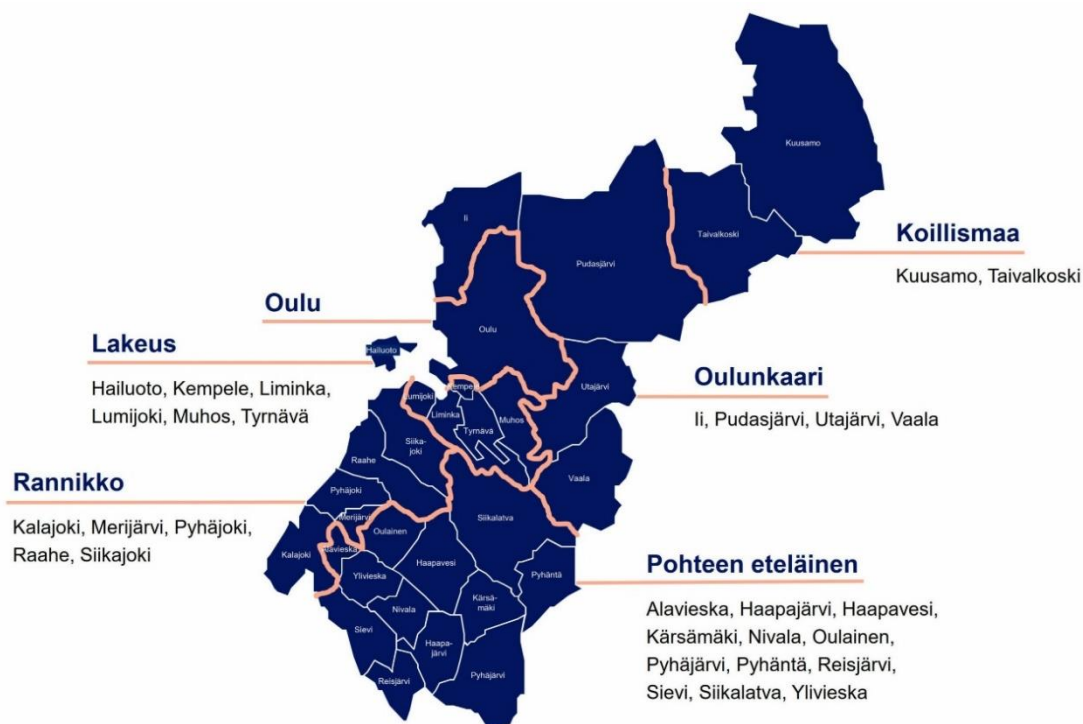 Kuusamo
Ii
Taivalkoski
Pudasjärvi
Koillismaa
Kuusamo, Taivalkoski
Oulu
Oulu
Lakeus
Hailuoto
Hailuoto, Kempele, Liminka,
Lumijoki, Muhos, Tyrnävä
Kempele
Utajärvi
Lumijoki
Liminka
Muhos
Tyrnävä
Oulunkaari
Ii, Pudasjärvi, Utajärvi, Vaala
Siika-
joki
Raahe
Vaala
Rannikko
Kalajoki, Merijärvi, Pyhäjoki,
Raahe, Siikajoki
Pyhäjoki
Merijärvi
Siikalatva
Oulainen
Kalajoki
Alavieska
Haapavesi
Pohteen eteläinen
Alavieska, Haapajärvi, Haapavesi,
Kärsämäki, Nivala, Oulainen,
Pyhäjärvi, Pyhäntä, Reisjärvi,
Sievi, Siikalatva, Ylivieska
Ylivieska
Pyhäntä
Kärsä-
mäki
Nivala
Sievi
Haapa-
järvi
Reisjärvi
Pyhäjärvi